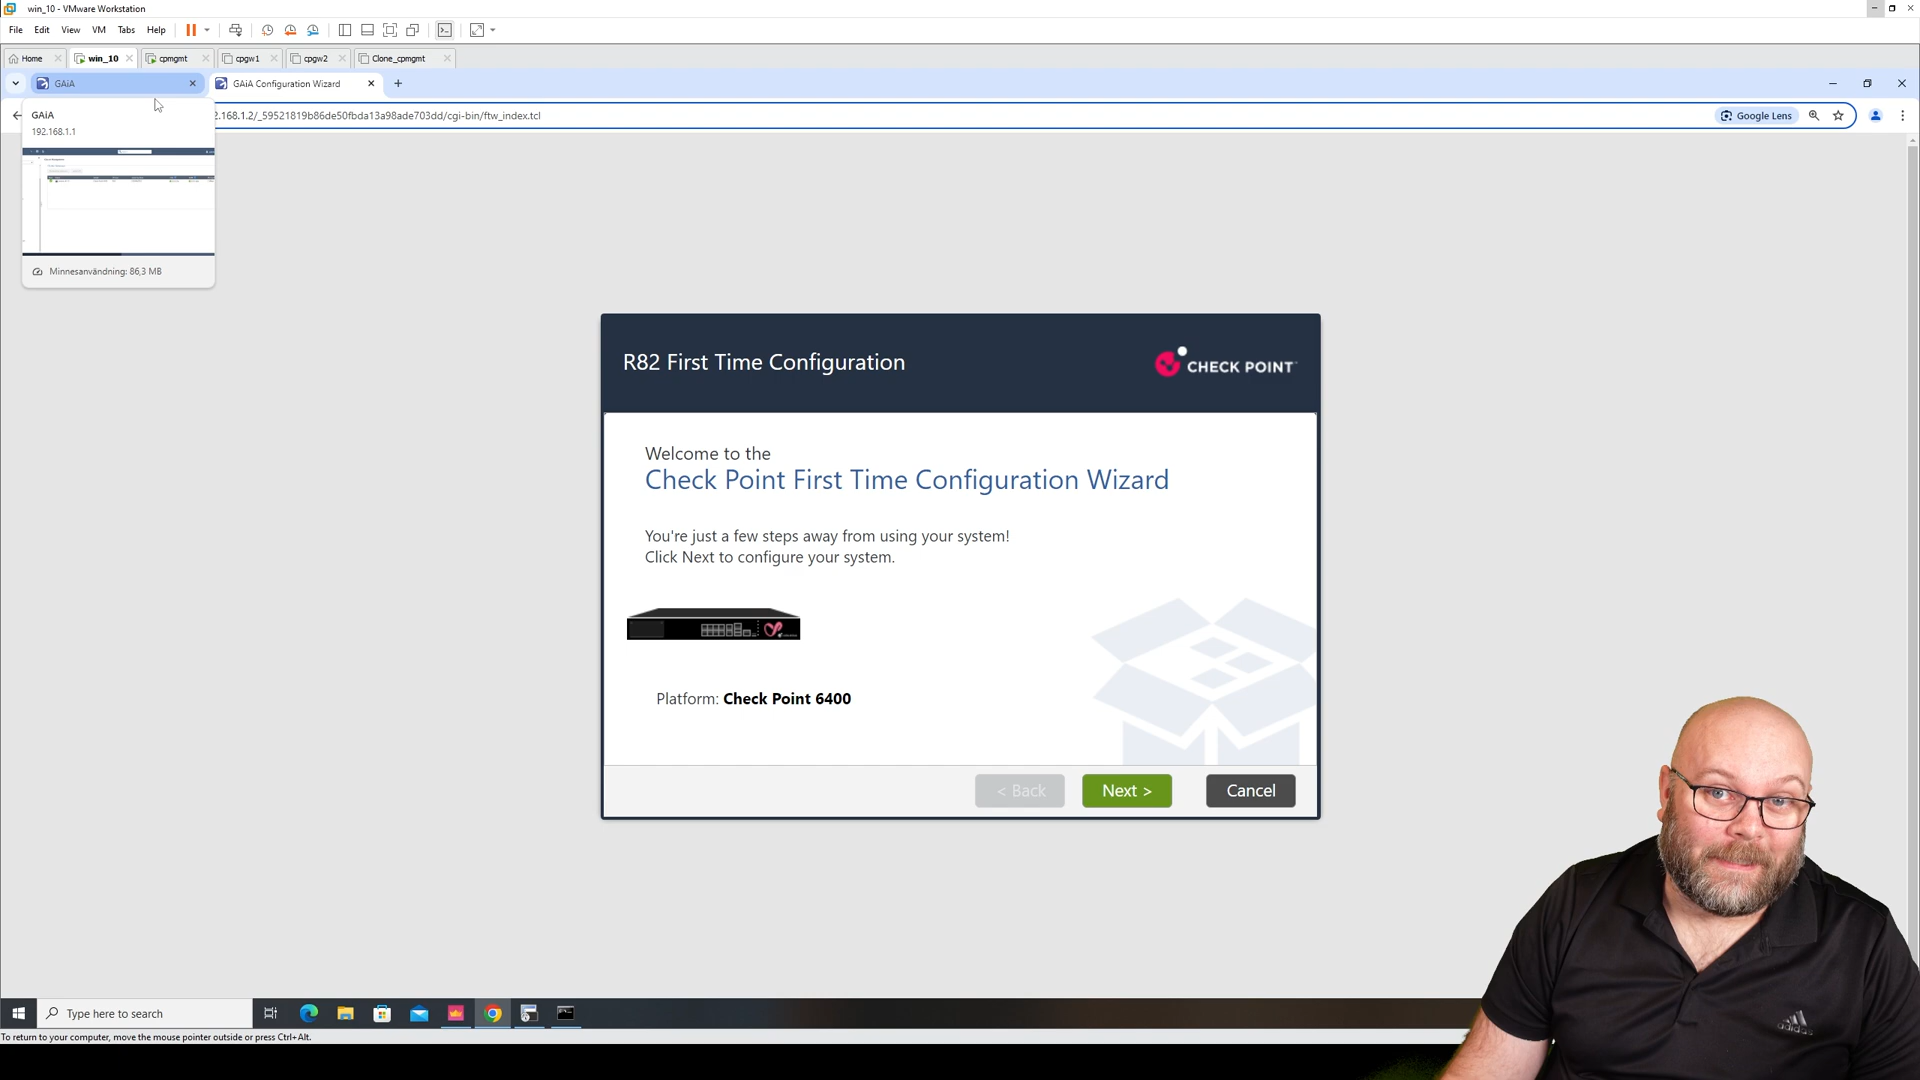 win_10 - VMware Workstation
File Edit View VM Tabs Help
Home win_10 cpmgmt cpgw1 cpgw2 Clone_cpmgmt
GAiA GAiA Configuration Wizard
2.168.1.2/_59521819b86de50fbda13a98ade703dd/cgi-bin/ftw_index.tcl Google Lens
GAiA
192.168.1.1
Minnesanvändning: 86,3 MB
R82 First Time Configuration
CHECK POINT
Welcome to the
Check Point First Time Configuration Wizard
You're just a few steps away from using your system!
Click Next to configure your system.
Platform: Check Point 6400
< Back Next > Cancel
adidas
Type here to search
To return to your computer, move the mouse pointer outside or press Ctrl+Alt.